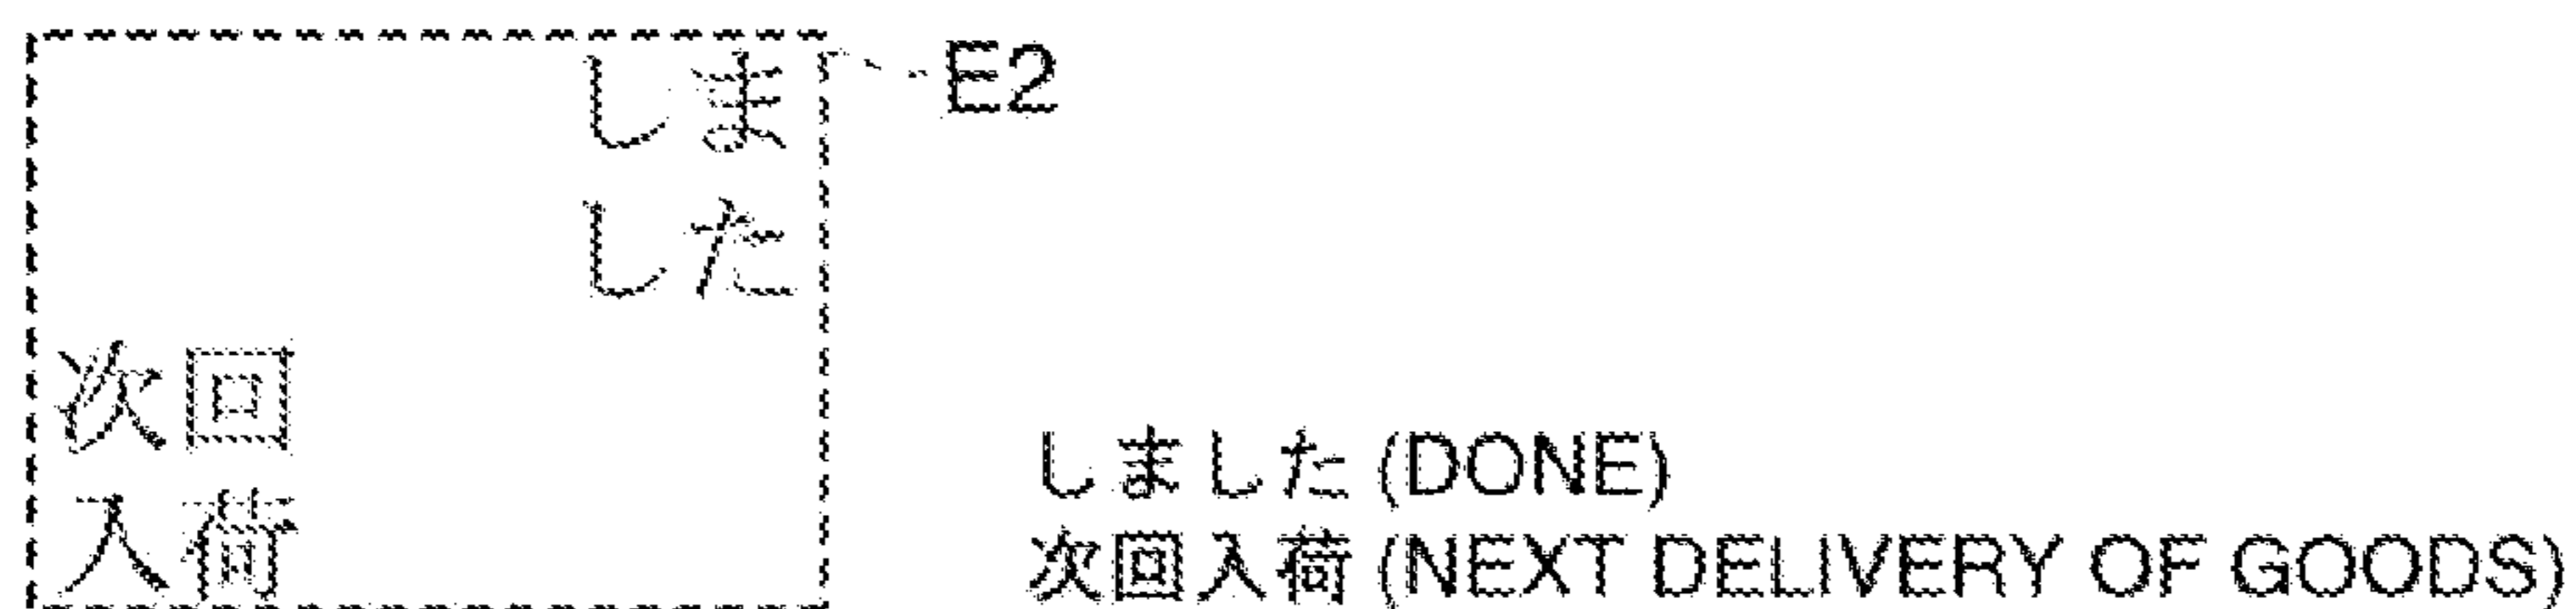 しま
E2
した
次回
入荷
しました (DONE)
次回入荷 (NEXT DELIVERY OF GOODS)